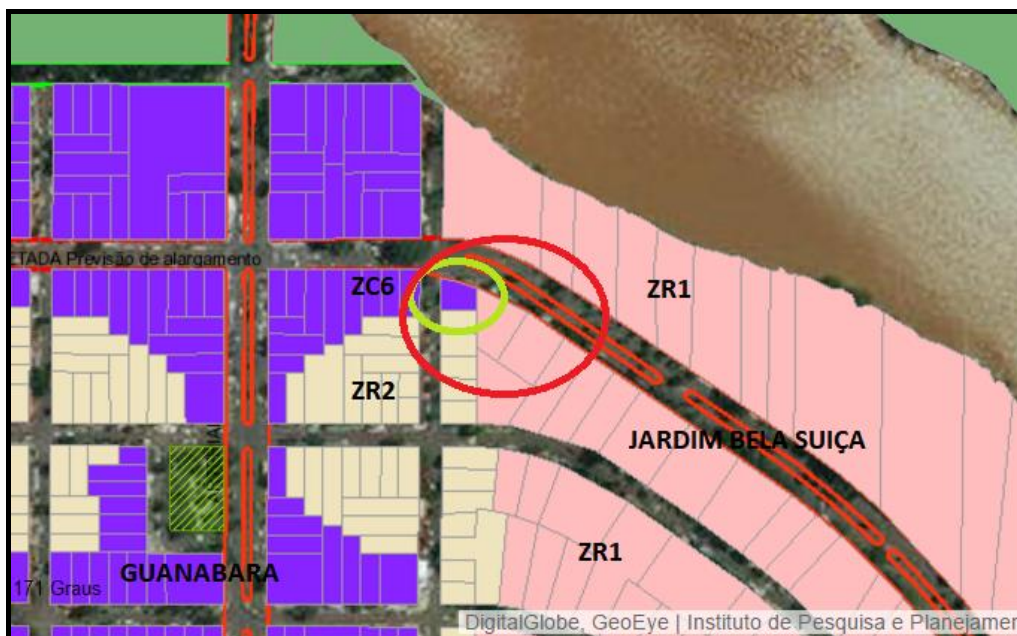 ETADA Previsão de alargamento
ZC6
ZR1
ZR2
JARDIM BELA SUIÇA
ZR1
GUANABARA
171 Graus
DigitalGlobe, GeoEye | Instituto de Pesquisa e Planejamen